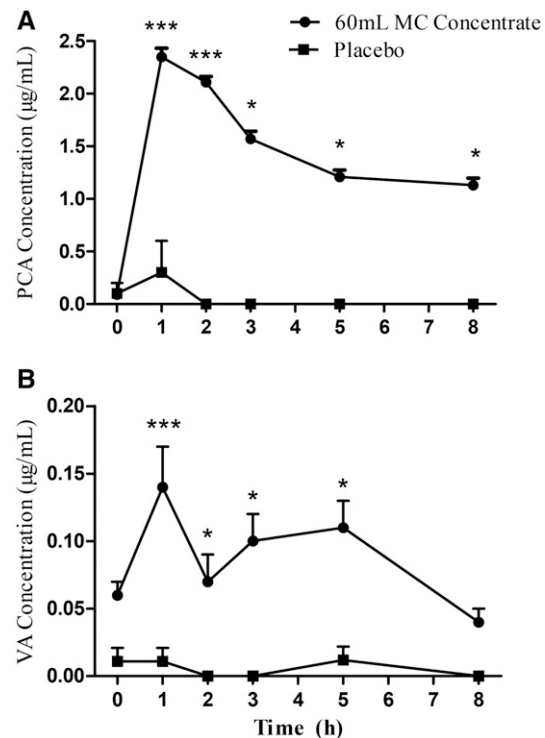 A
60mL MC Concentrate
Placebo
PCA Concentration (µg/mL)
2.5
2.0
1.5
1.0
0.5
0.0
*** *** * * *
0 1 2 3 4 5 6 7 8
B
VA Concentration (µg/mL)
0.20
0.15
0.10
0.05
0.00
*** * * *
0 1 2 3 4 5 6 7 8
Time (h)